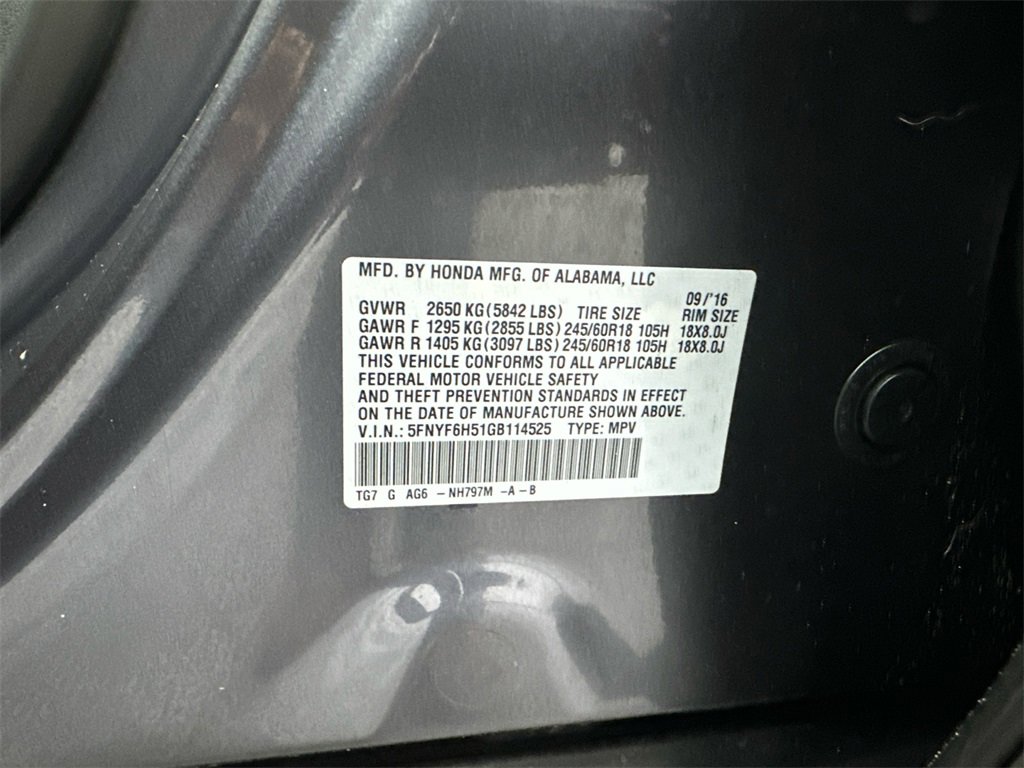 MFD. BY HONDA MFG. OF ALABAMA, LLC
09/'16
GVWR 2650 KG (5842 LBS) TIRE SIZE RIM SIZE
GAWR F 1295 KG (2855 LBS) 245/60R18 105H 18X8.0J
GAWR R 1405 KG (3097 LBS) 245/60R18 105H 18X8.0J
THIS VEHICLE CONFORMS TO ALL APPLICABLE
FEDERAL MOTOR VEHICLE SAFETY
AND THEFT PREVENTION STANDARDS IN EFFECT
ON THE DATE OF MANUFACTURE SHOWN ABOVE.
V.I.N.: 5FNYF6H51GB114525 TYPE: MPV
TG7 G AG6 -NH797M -A-B